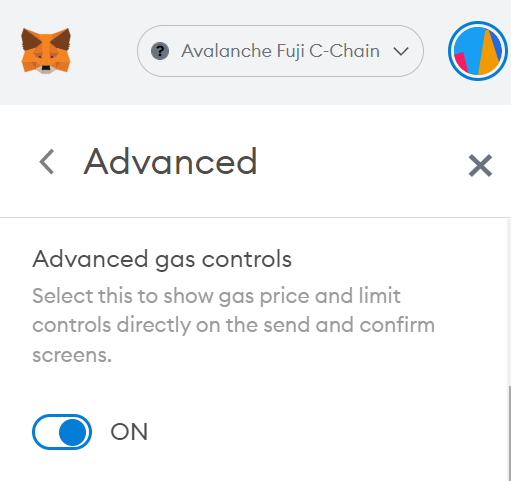 ? Avalanche Fuji C-Chain
Advanced
Advanced gas controls
Select this to show gas price and limit
controls directly on the send and confirm
screens.
ON